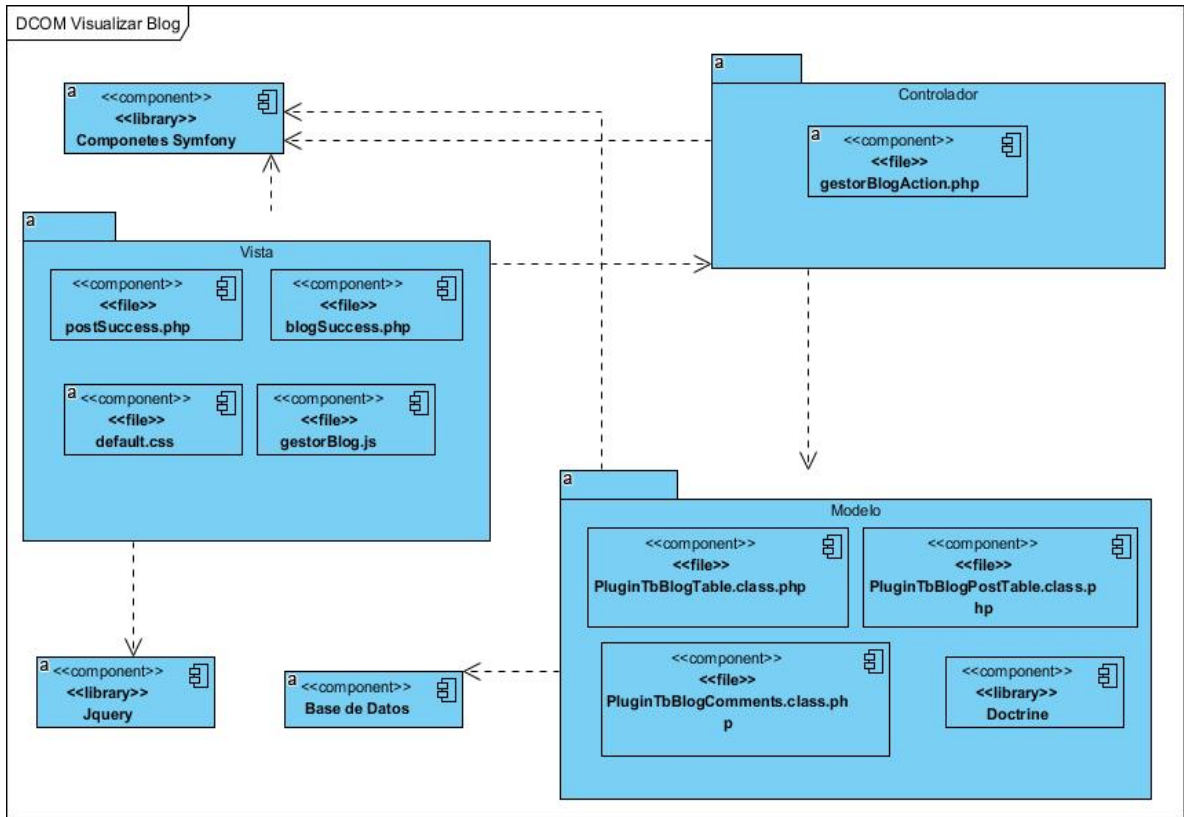 DCOM Visualizar Blog
a
<<component>>
<<library>>
Componetes Symfony
a
Controlador
a
<<component>>
<<file>>
gestorBlogAction.php
a
Vista
<<component>>
<<file>>
postSuccess.php
<<component>>
<<file>>
blogSuccess.php
a
<<component>>
<<file>>
default.css
<<component>>
<<file>>
gestorBlog.js
a
Modelo
<<component>>
<<file>>
PluginTbBlogTable.class.php
<<component>>
<<file>>
PluginTbBlogPostTable.class.p
hp
<<component>>
<<file>>
PluginTbBlogComments.class.ph
p
<<component>>
<<library>>
Doctrine
a
<<component>>
<<library>>
Jquery
a
<<component>>
Base de Datos